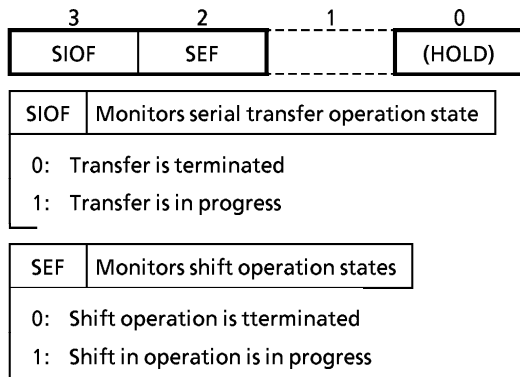 3 2 1 0
SIOF SEF (HOLD)
SIOF Monitors serial transfer operation state
0: Transfer is terminated
1: Transfer is in progress
SEF Monitors shift operation states
0: Shift operation is tterminated
1: Shift in operation is in progress